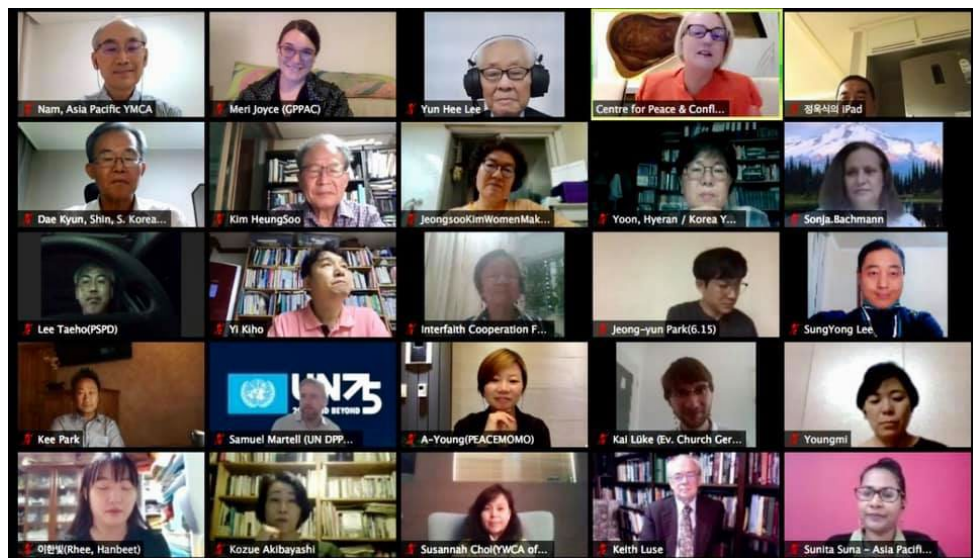 Nam, Asia Pacific YMCA
Meri Joyce (GPPAC)
Yun Hee Lee
Centre for Peace & Confl...
정욱식의 iPad
Dae Kyun, Shin, S. Korea...
Kim HeungSoo
JeongsooKimWomenMak...
Yoon, Hyeran / Korea Y...
Sonja.Bachmann
Lee Taeho(PSPD)
Yi Kiho
Interfaith Cooperation F...
Jeong-yun Park(6.15)
SungYong Lee
Kee Park
UN75
AND BEYOND
Samuel Martell (UN DPP...
A-Young(PEACEMOMO)
Kai Lüke (Ev. Church Ger...
Youngmi
이한빛(Rhee, Hanbeet)
Kozue Akibayashi
Susannah Choi(YWCA of...
Keith Luse
Sunita Suna - Asia Pacifi...